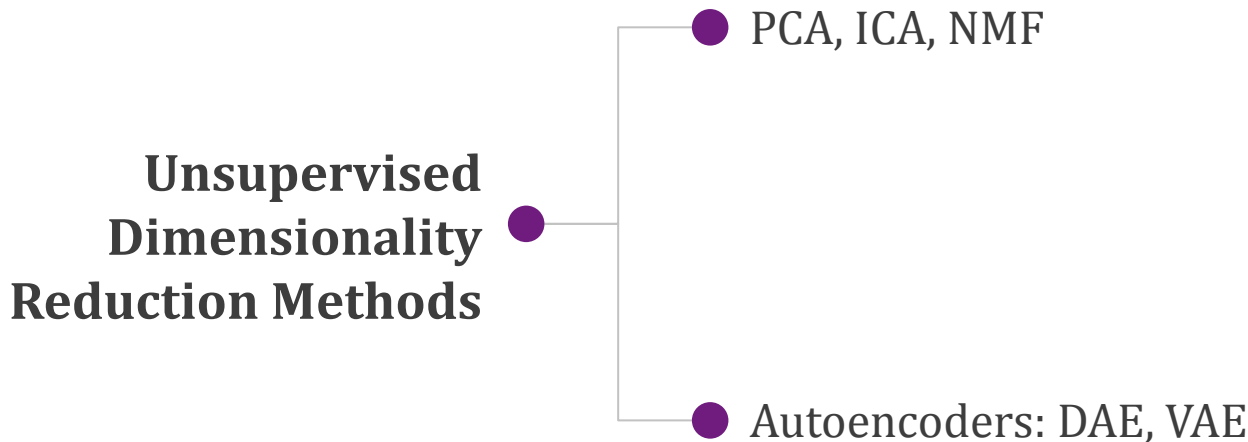 PCA, ICA, NMF
Unsupervised
Dimensionality
Reduction Methods
Autoencoders: DAE, VAE